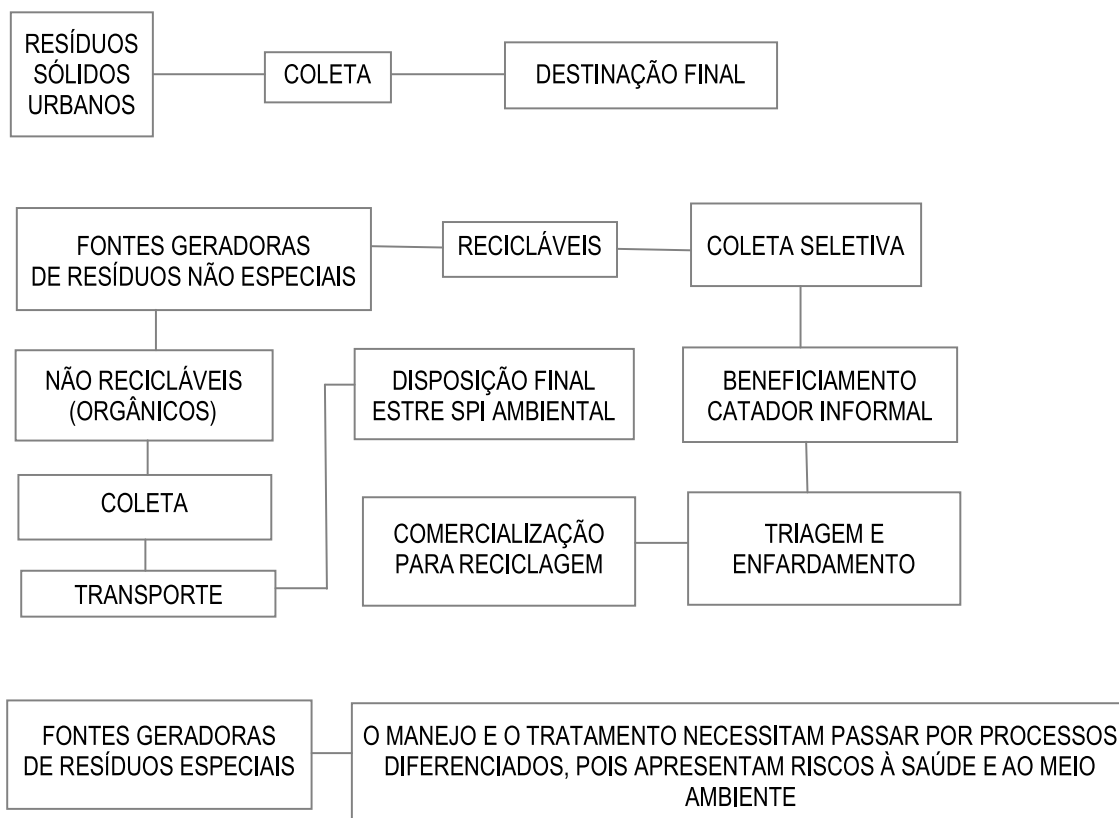 RESÍDUOS
SÓLIDOS
URBANOS
COLETA
DESTINAÇÃO FINAL
FONTES GERADORAS
DE RESÍDUOS NÃO ESPECIAIS
RECICLÁVEIS
COLETA SELETIVA
NÃO RECICLÁVEIS
(ORGÂNICOS)
DISPOSIÇÃO FINAL
ESTRE SPI AMBIENTAL
BENEFICIAMENTO
CATADOR INFORMAL
COLETA
COMERCIALIZAÇÃO
PARA RECICLAGEM
TRIAGEM E
ENFARDAMENTO
TRANSPORTE
FONTES GERADORAS
DE RESÍDUOS ESPECIAIS
O MANEJO E O TRATAMENTO NECESSITAM PASSAR POR PROCESSOS
DIFERENCIADOS, POIS APRESENTAM RISCOS À SAÚDE E AO MEIO
AMBIENTE